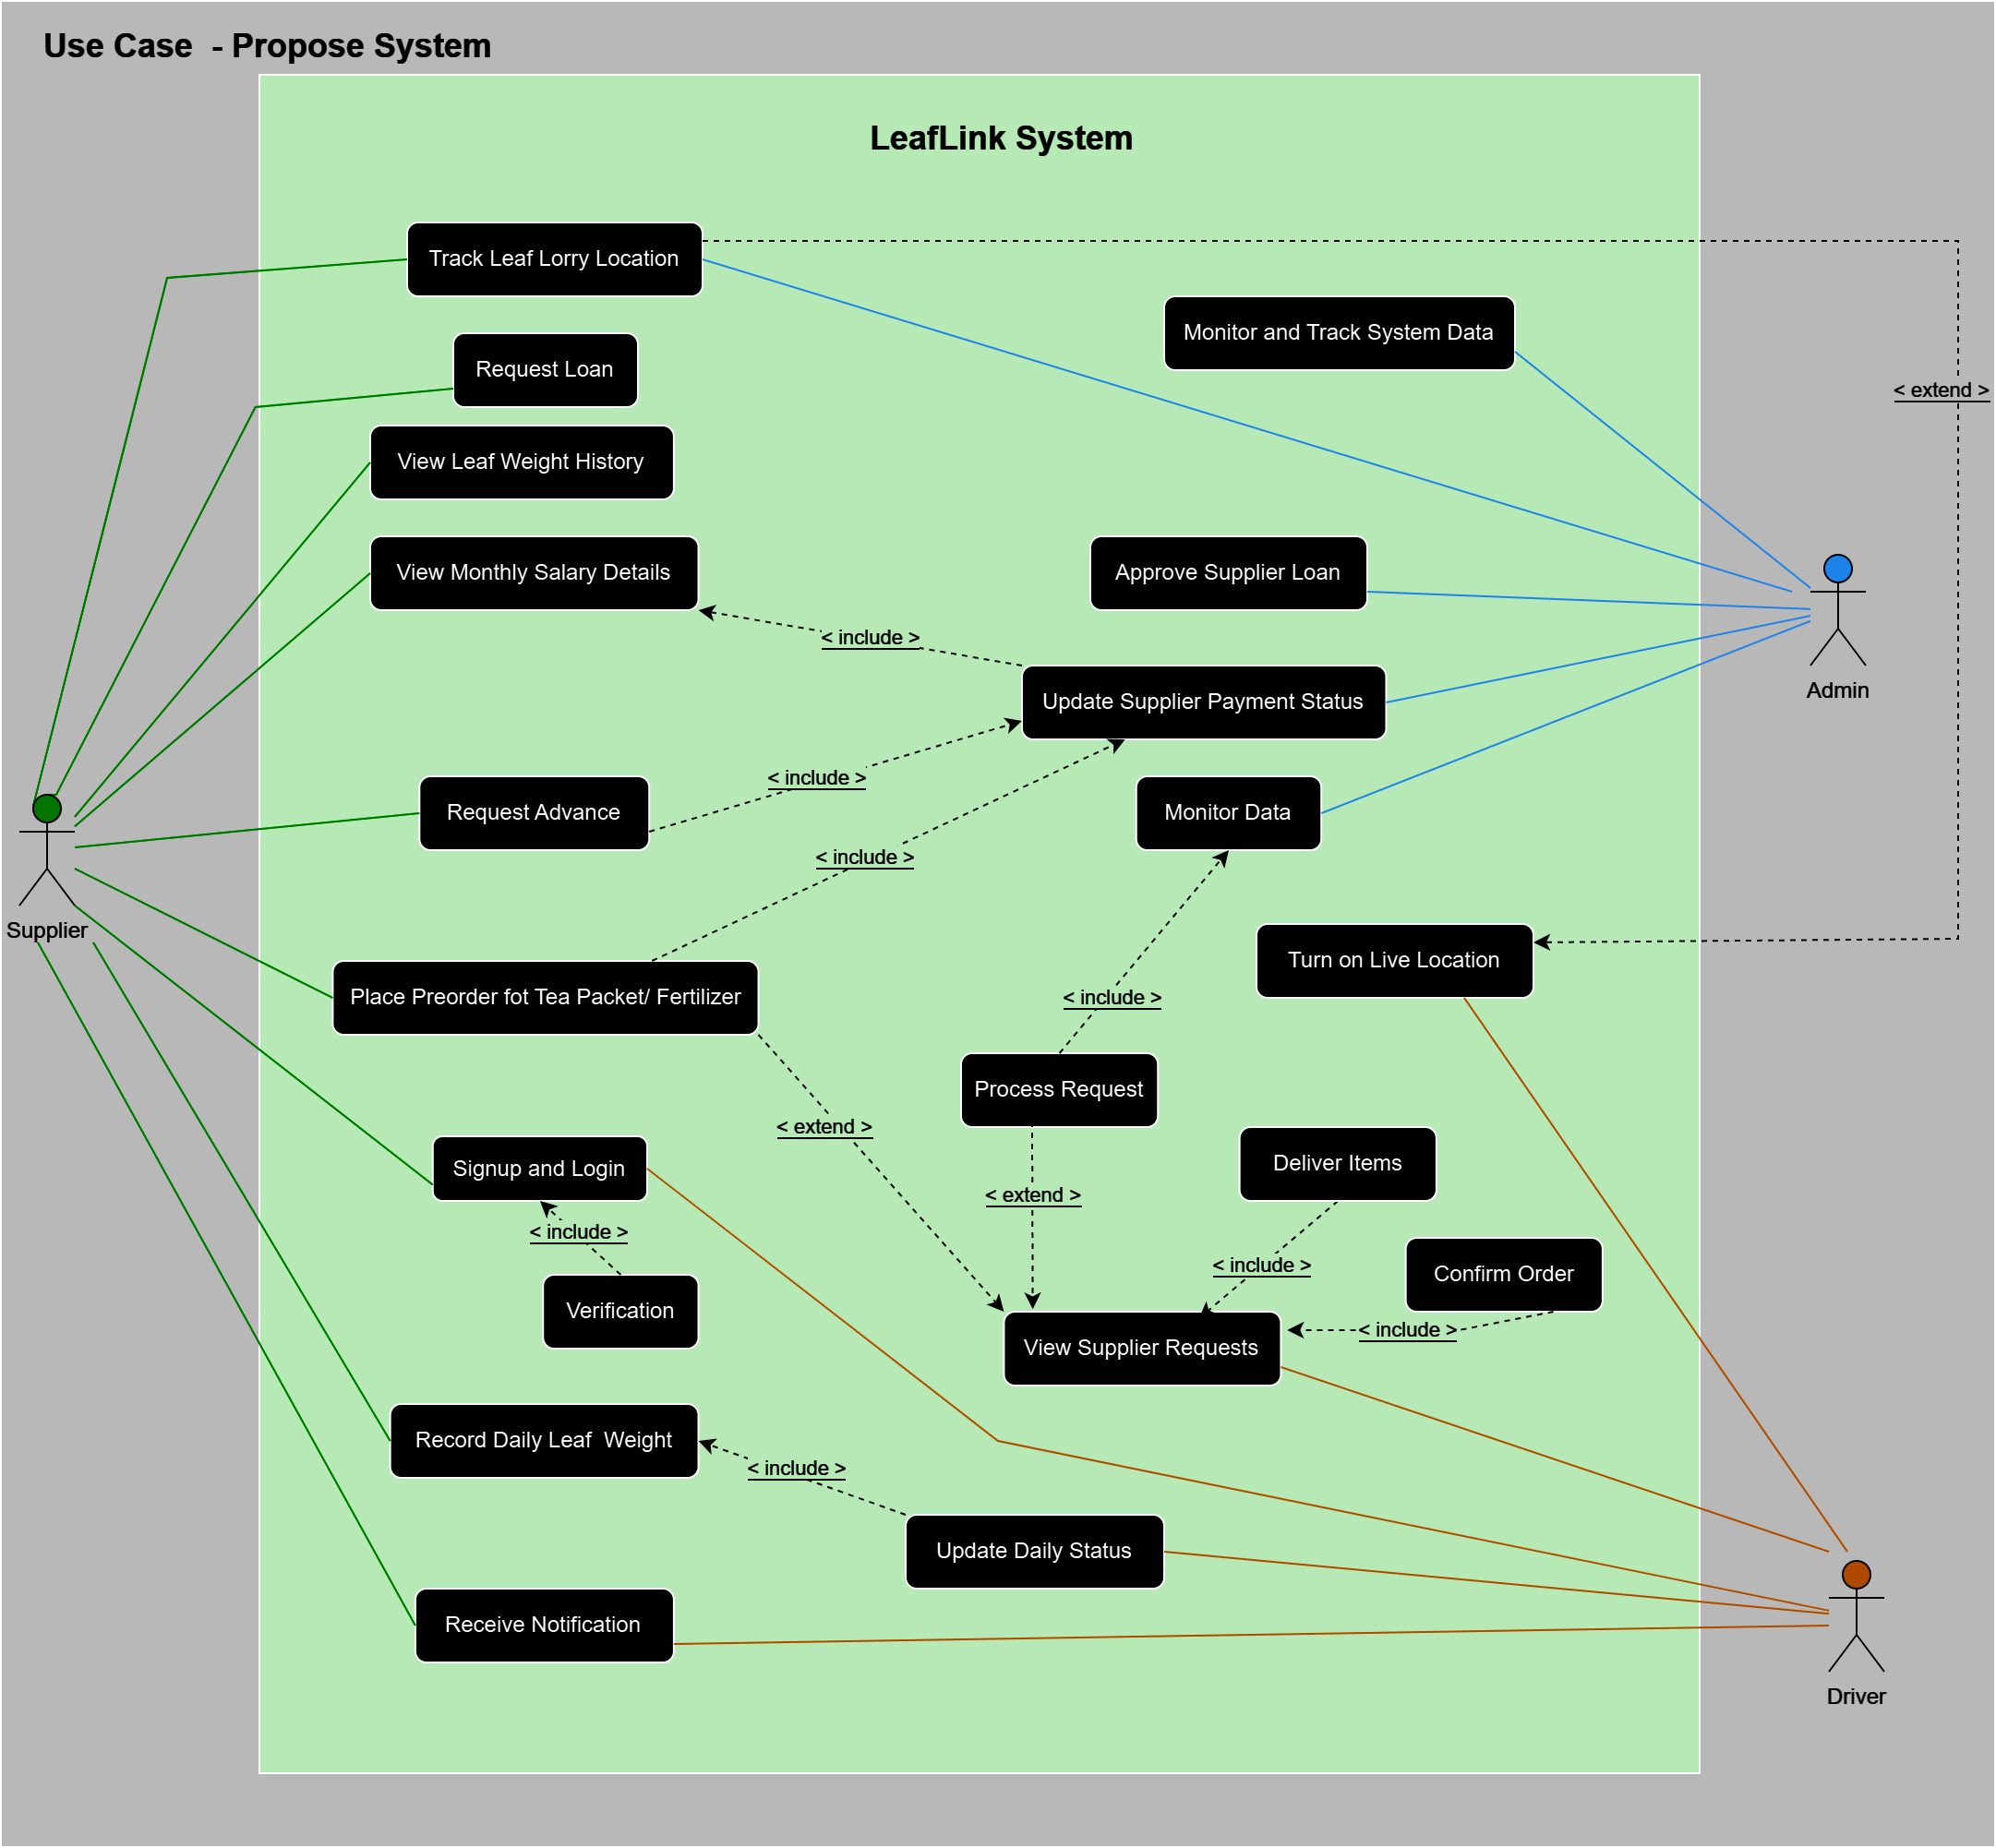 Use Case  - Propose System
LeafLink System
Track Leaf Lorry Location
Monitor and Track System Data
Request Loan
< extend >
View Leaf Weight History
View Monthly Salary Details
Approve Supplier Loan
< include >
Admin
Update Supplier Payment Status
< include >
Request Advance
Monitor Data
< include >
Supplier
Turn on Live Location
Place Preorder fot Tea Packet/ Fertilizer
< include >
Process Request
< extend >
Signup and Login
Deliver Items
< extend >
< include >
< include >
Confirm Order
Verification
< include >
View Supplier Requests
Record Daily Leaf  Weight
< include >
Update Daily Status
Receive Notification
Driver